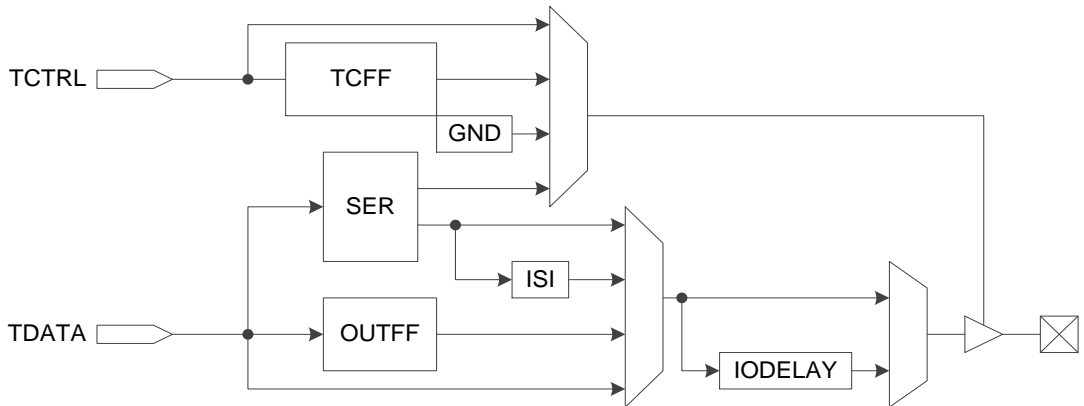 TCTRL
TCFF
GND
SER
ISI
TDATA
OUTFF
IODELAY